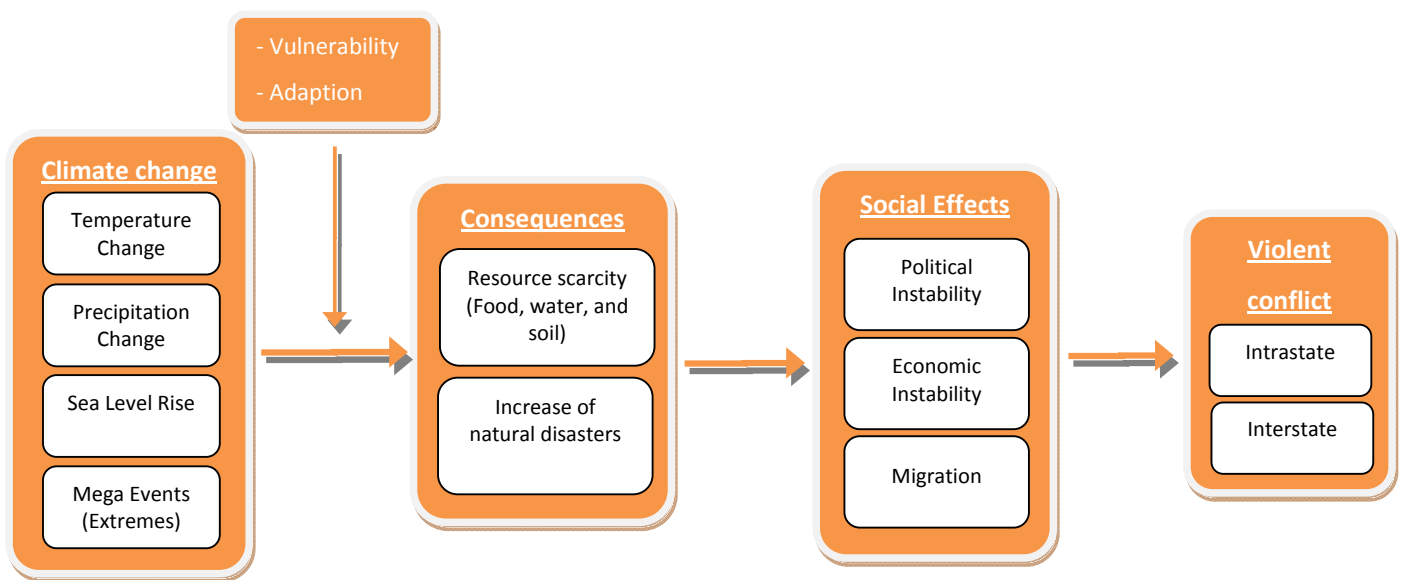 - Vulnerability
- Adaption
Climate change
Temperature
Change
Precipitation
Change
Sea Level Rise
Mega Events
(Extremes)
Consequences
Resource scarcity
(Food, water, and
soil)
Increase of
natural disasters
Social Effects
Political
Instability
Economic
Instability
Migration
Violent
conflict
Intrastate
Interstate